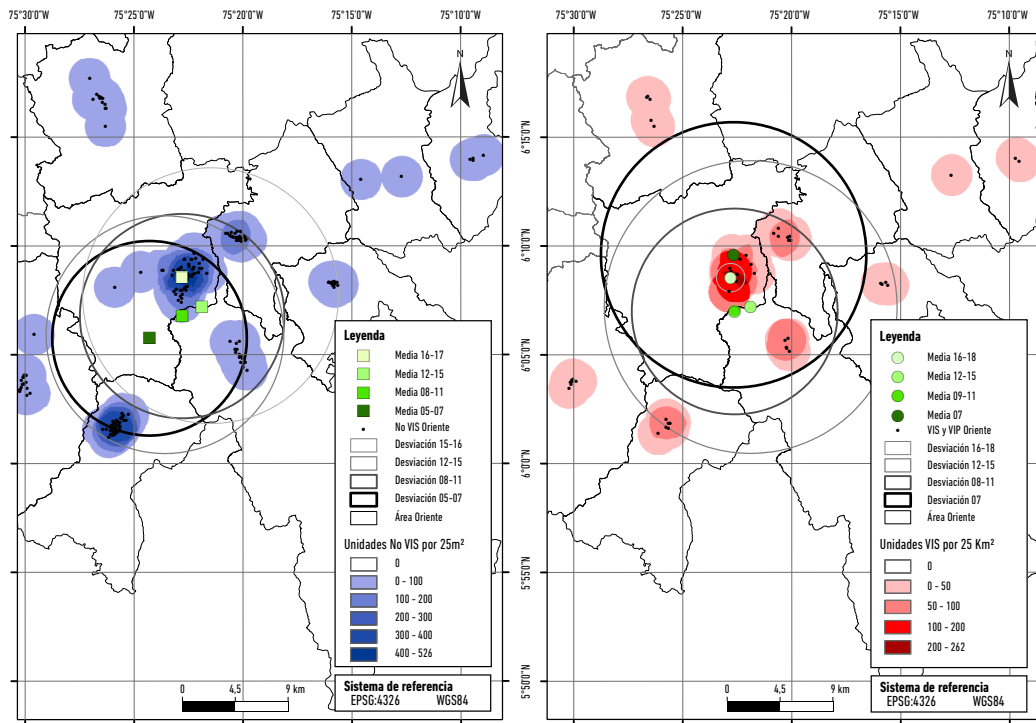 75°30'0"W 75°25'0"W 75°20'0"W 75°15'0"W 75°10'0"W
N
Leyenda
Media 16-17
Media 12-15
Media 08-11
Media 05-07
No VIS Oriente
Desviación 15-16
Desviación 12-15
Desviación 08-11
Desviación 05-07
Área Oriente
Unidades No VIS por 25m²
0
0 - 100
100 - 200
200 - 300
300 - 400
400 - 526
0 4,5 9 km
Sistema de referencia
EPSG:4326 WGS84
6°15'0"N
6°10'0"N
6°05'0"N
6°0'0"N
5°55'0"N
5°50'0"N
75°30'0"W 75°25'0"W 75°20'0"W 75°15'0"W 75°10'0"W
N
Leyenda
Media 16-18
Media 12-15
Media 09-11
Media 07
VIS y VIP Oriente
Desviación 16-18
Desviación 12-15
Desviación 08-11
Desviación 07
Área Oriente
Unidades VIS por 25 Km²
0
0 - 50
50 - 100
100 - 200
200 - 262
0 4,5 9 km
Sistema de referencia
EPSG:4326 WGS84